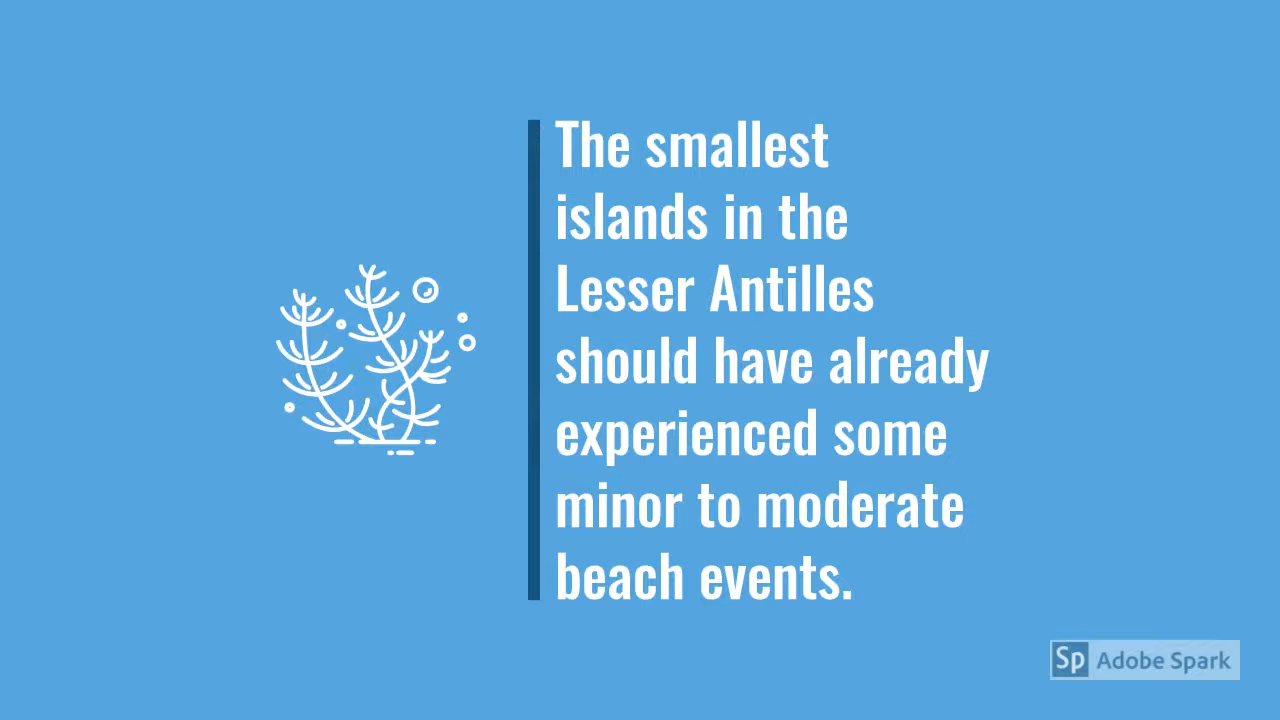 The smallest
islands in the
Lesser Antilles
should have already
experienced some
minor to moderate
beach events.
Sp Adobe Spark